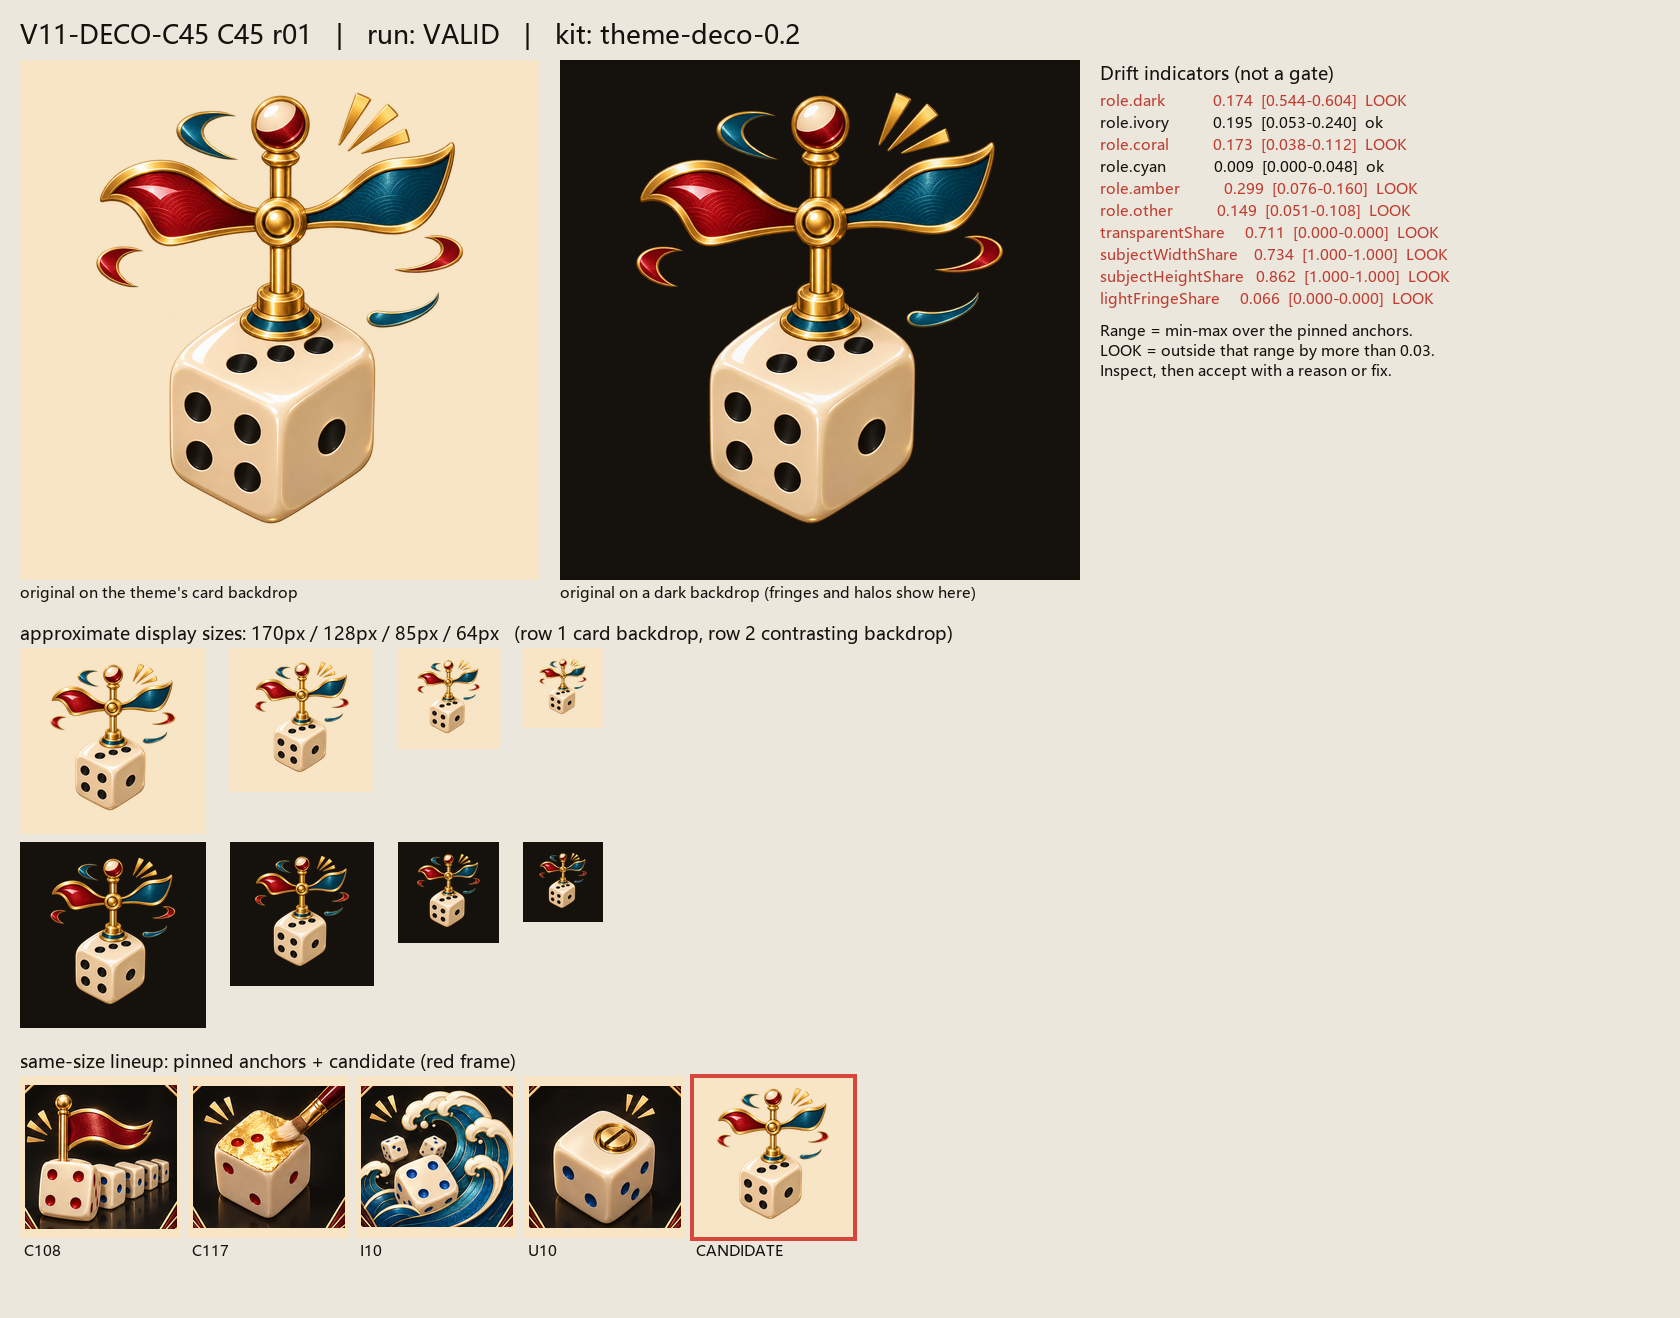 V11-DECO-C45 C45 r01 | run: VALID | kit: theme-deco-0.2
Drift indicators (not a gate)
role.dark 0.174 [0.544-0.604] LOOK
role.ivory 0.195 [0.053-0.240] ok
role.coral 0.173 [0.038-0.112] LOOK
role.cyan 0.009 [0.000-0.048] ok
role.amber 0.299 [0.076-0.160] LOOK
role.other 0.149 [0.051-0.108] LOOK
transparentShare 0.711 [0.000-0.000] LOOK
subjectWidthShare 0.734 [1.000-1.000] LOOK
subjectHeightShare 0.862 [1.000-1.000] LOOK
lightFringeShare 0.066 [0.000-0.000] LOOK
Range = min-max over the pinned anchors.
LOOK = outside that range by more than 0.03.
Inspect, then accept with a reason or fix.
original on the theme's card backdrop
original on a dark backdrop (fringes and halos show here)
approximate display sizes: 170px / 128px / 85px / 64px (row 1 card backdrop, row 2 contrasting backdrop)
same-size lineup: pinned anchors + candidate (red frame)
C108
C117
I10
U10
CANDIDATE